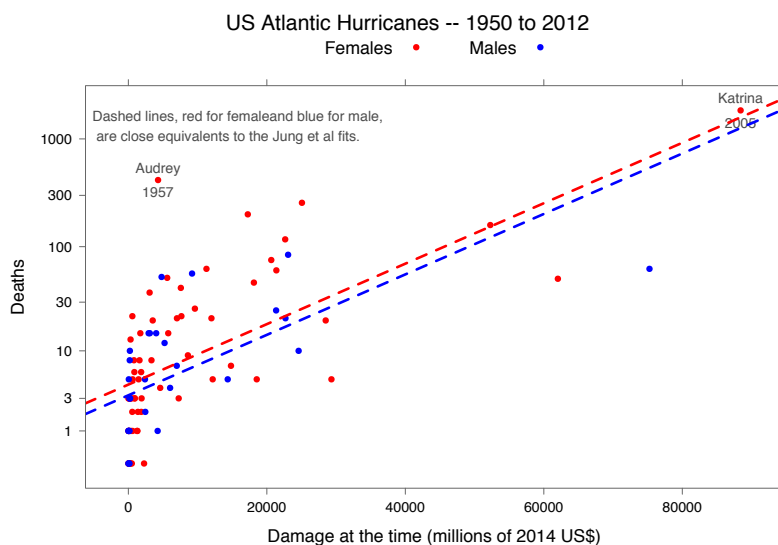 US Atlantic Hurricanes -- 1950 to 2012
Females Males
Dashed lines, red for femaleand blue for male,
are close equivalents to the Jung et al fits.
Katrina
2005
Audrey
1957
Deaths
1000
300
100
30
10
3
1
0 20000 40000 60000 80000
Damage at the time (millions of 2014 US$)